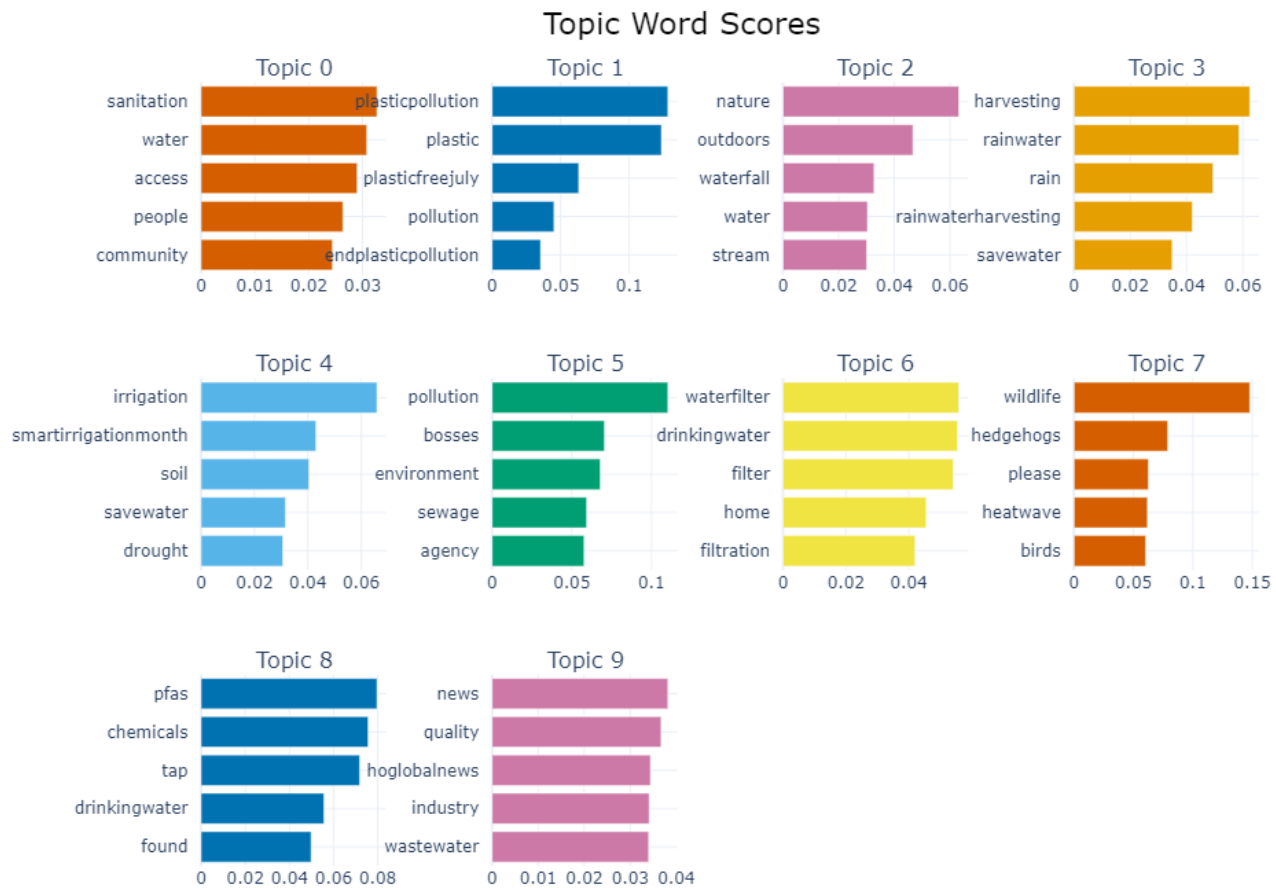 Topic Word Scores
Topic 0
sanitation
water
access
people
community
0 0.01 0.02 0.03
Topic 1
plasticpollution
plastic
plasticfreejuly
pollution
endplasticpollution
0 0.05 0.1
Topic 2
nature
outdoors
waterfall
water
stream
0 0.02 0.04 0.06
Topic 3
harvesting
rainwater
rain
rainwaterharvesting
savewater
0 0.02 0.04 0.06
Topic 4
irrigation
smartirrigationmonth
soil
savewater
drought
0 0.02 0.04 0.06
Topic 5
pollution
bosses
environment
sewage
agency
0 0.05 0.1
Topic 6
waterfilter
drinkingwater
filter
home
filtration
0 0.02 0.04
Topic 7
wildlife
hedgehogs
please
heatwave
birds
0 0.05 0.1 0.15
Topic 8
pfas
chemicals
tap
drinkingwater
found
0 0.02 0.04 0.06 0.08
Topic 9
news
quality
hoglobalnews
industry
wastewater
0 0.01 0.02 0.03 0.04